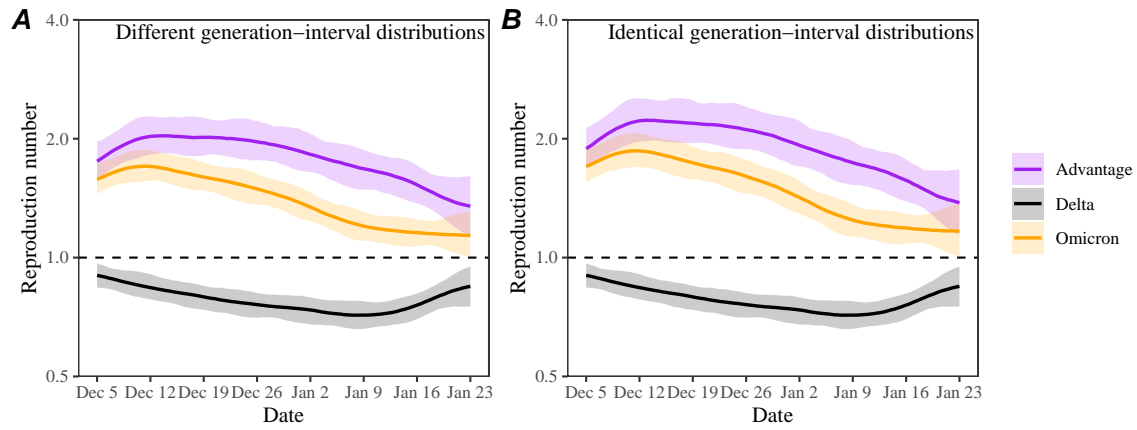 A
Different generation−interval distributions
Reproduction number
4.0
2.0
1.0
0.5
Dec 5 Dec 12 Dec 19 Dec 26 Jan 2 Jan 9 Jan 16 Jan 23
Date
B
Identical generation−interval distributions
Reproduction number
4.0
2.0
1.0
0.5
Dec 5 Dec 12 Dec 19 Dec 26 Jan 2 Jan 9 Jan 16 Jan 23
Date
Advantage
Delta
Omicron